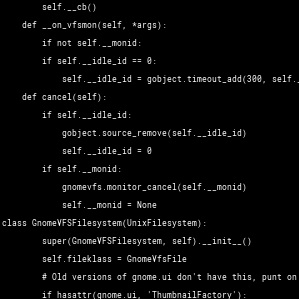 self.__cb()
def __on_vfsmon(self, *args):
if not self.__monid:
if self.__idle_id == 0:
self.__idle_id = gobject.timeout_add(300, self._
def cancel(self):
if self.__idle_id:
gobject.source_remove(self.__idle_id)
self.__idle_id = 0
if self.__monid:
gnomevfs.monitor_cancel(self.__monid)
self.__monid = None
class GnomeVFSFilesystem(UnixFilesystem):
super(GnomeVFSFilesystem, self).__init__()
self.fileklass = GnomeVfsFile
# Old versions of gnome.ui don't have this, punt on
if hasattr(gnome.ui, 'ThumbnailFactory'):